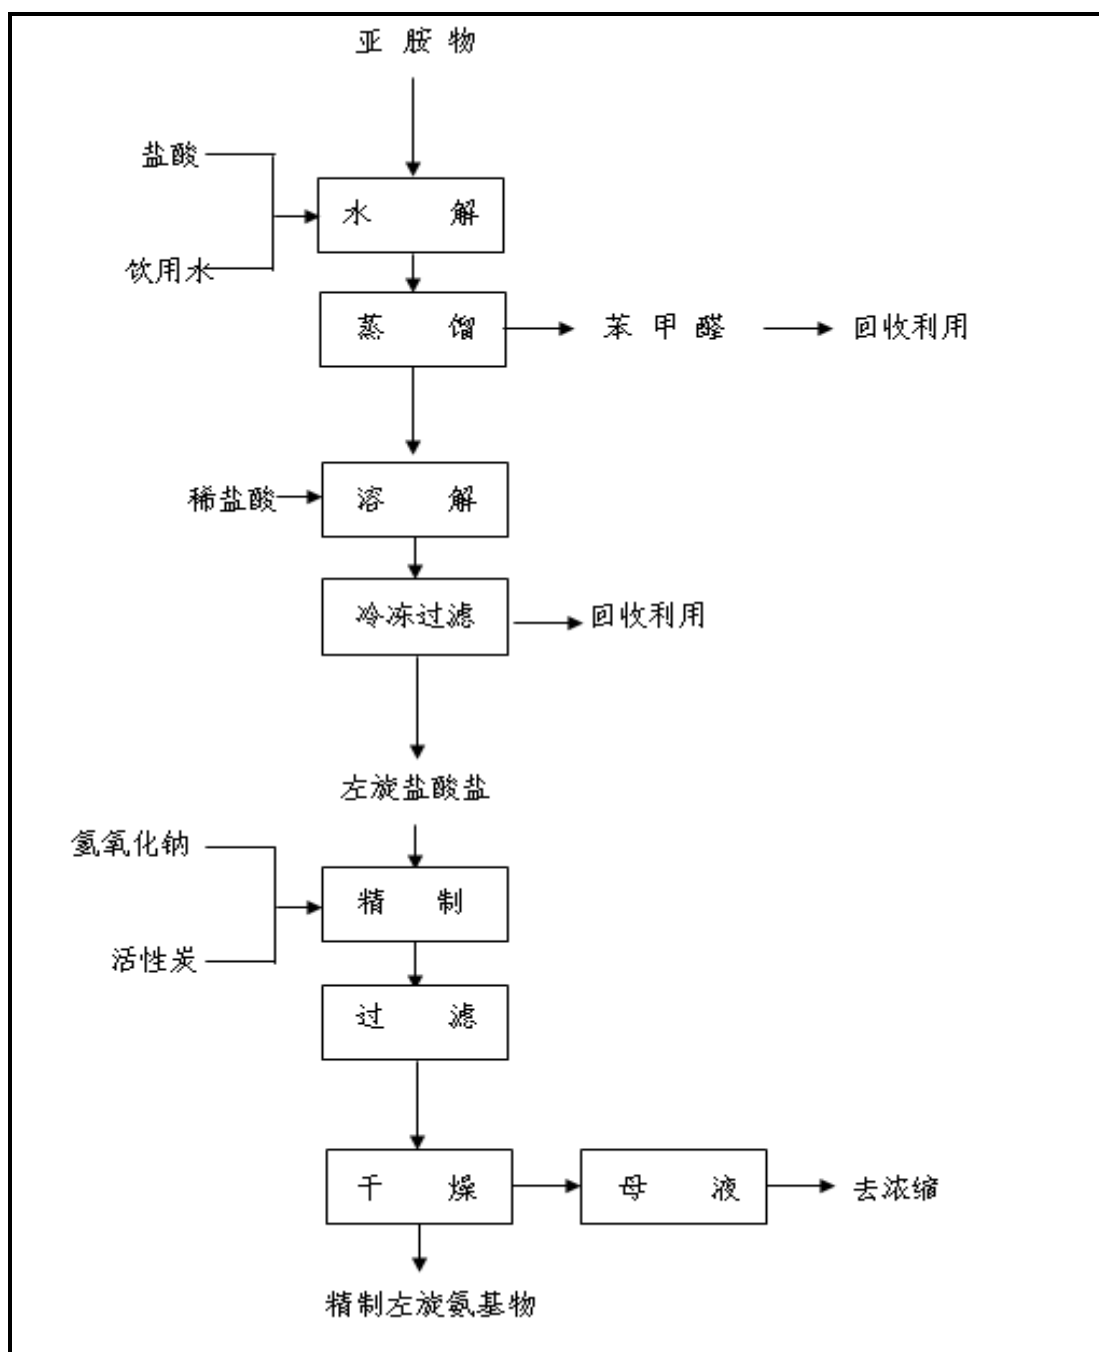 亚胺物
盐酸
水解
饮用水
蒸馏
苯甲醛
回收利用
稀盐酸
溶解
冷冻过滤
回收利用
左旋盐酸盐
氢氧化钠
精制
活性炭
过滤
干燥
母液
去浓缩
精制左旋氨基物